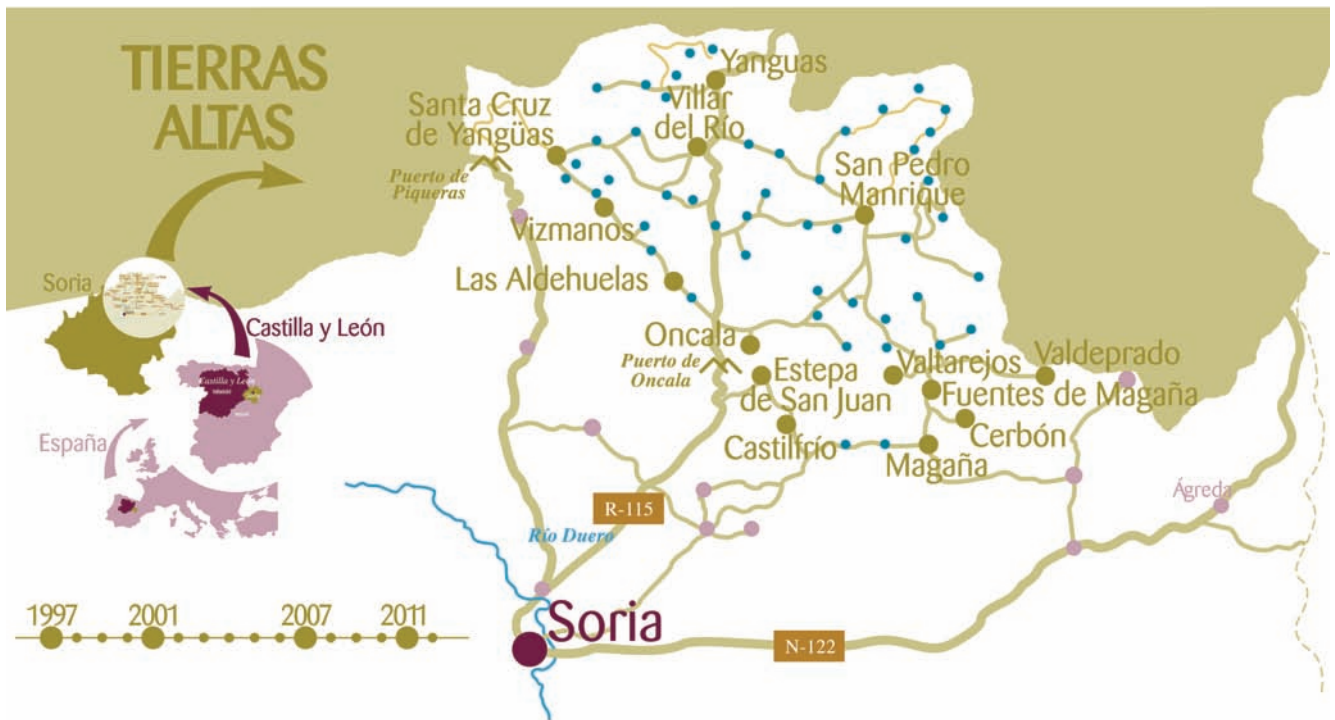 TIERRAS
ALTAS
Yanguas
Santa Cruz
de Yangüas
Villar
del Río
Puerto de
Piqueras
San Pedro
Manrique
Vizmanos
Soria
Las Aldehuelas
Castilla y León
Oncala
Puerto de
Oncala
Estepa
de San Juan
Valtarejos
Valdeprado
Fuentes de Magaña
Castilla y León
España
Castilfrío
Cerbón
Magaña
Ágreda
R-115
Río Duero
1997
2001
2007
2011
Soria
N-122